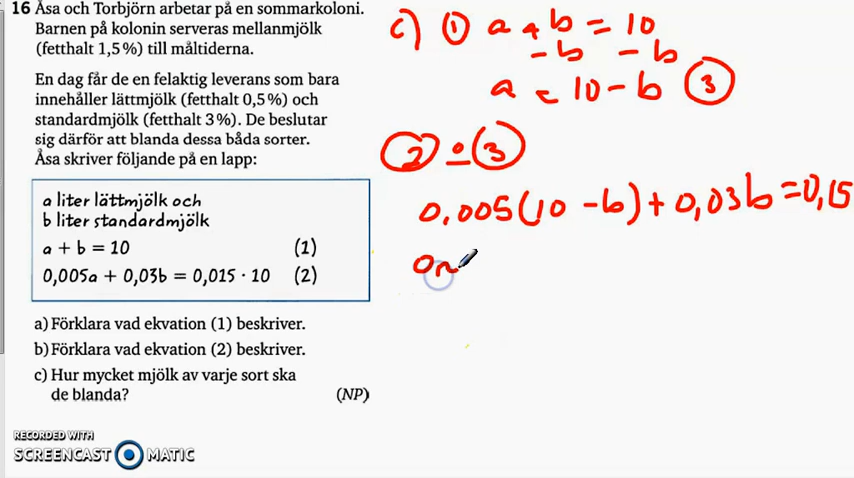 16 Åsa och Torbjörn arbetar på en sommarkoloni.
Barnen på kolonin serveras mellanmjölk
(fetthalt 1,5 %) till måltiderna.
En dag får de en felaktig leverans som bara
innehåller lättmjölk (fetthalt 0,5 %) och
standardmjölk (fetthalt 3 %). De beslutar
sig därför att blanda dessa båda sorter.
Åsa skriver följande på en lapp:
a liter lättmjölk och
b liter standardmjölk
a + b = 10 (1)
0,005a + 0,03b = 0,015 · 10 (2)
a) Förklara vad ekvation (1) beskriver.
b) Förklara vad ekvation (2) beskriver.
c) Hur mycket mjölk av varje sort ska
de blanda? (NP)
RECORDED WITH
SCREENCAST MATIC
c) 1 a + b = 10
- b - b
a = 10 - b 3
2 o 3
0,005(10 - b) + 0,03b = 0,15